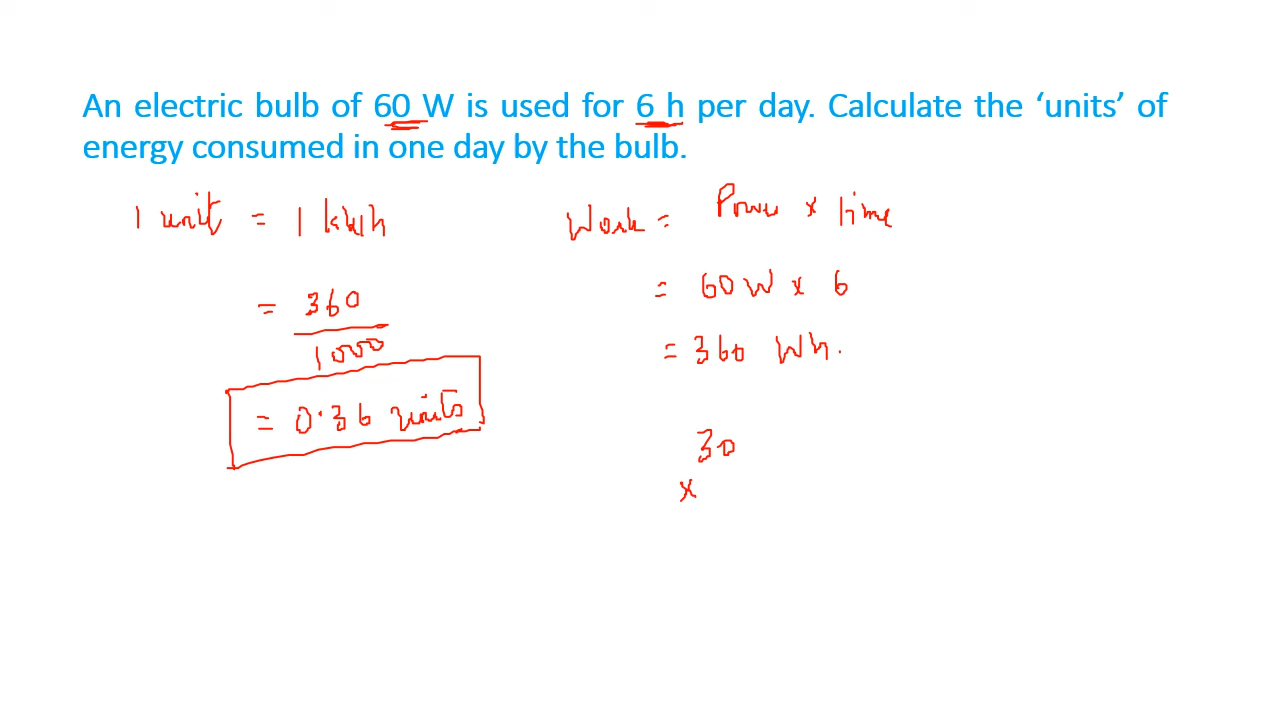 An electric bulb of 60 W is used for 6 h per day. Calculate the ‘units’ of
energy consumed in one day by the bulb.
1 unit = 1 kWh
= 360
1000
= 0.36 units
Work = Power × time
= 60 W × 6
= 360 Wh.
30
×